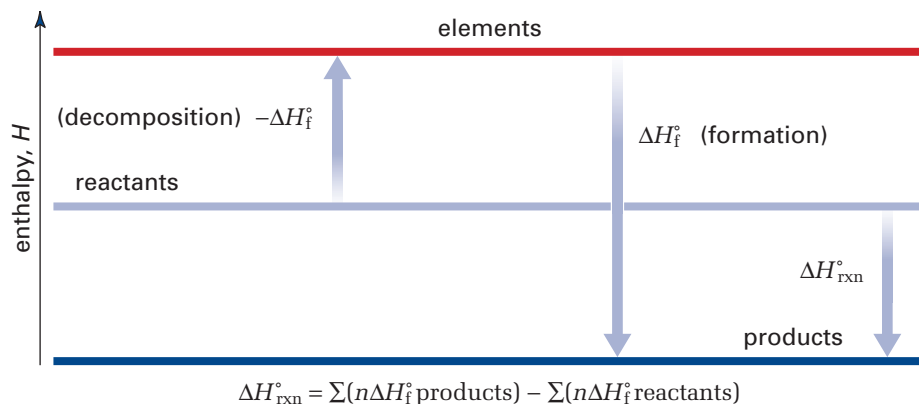 elements
(decomposition) −ΔH°f
ΔH°f (formation)
reactants
enthalpy, H
ΔH°rxn
products
ΔH°rxn = ∑(nΔH°f products) − ∑(nΔH°f reactants)